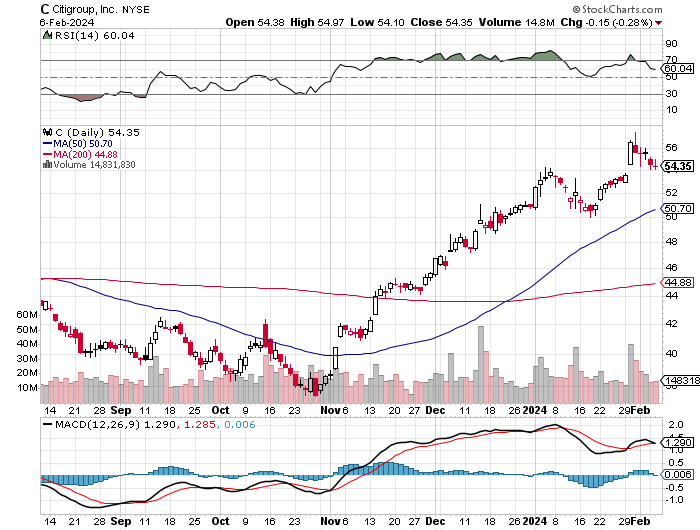 C Citigroup, Inc. NYSE © StockCharts.com
6-Feb-2024 Open 54.38 High 54.97 Low 54.10 Close 54.35 Volume 14.8M Chg -0.15 (-0.28%)
RSI(14) 60.04
90
70
60.04
50
30
10
C (Daily) 54.35
MA(50) 50.70
MA(200) 44.88
Volume 14,831,830
56
54.35
52
50.70
50
48
46
44.88
44
42
40
60M
50M
40M
30M
20M
10M
14831830
14 21 28 Sep 11 18 25 Oct 9 16 23 Nov 6 13 20 27 Dec 11 18 26 2024 8 16 22 29 Feb
MACD(12,26,9) 1.290, 1.285, 0.006
2.0
1.5
1.290
1.0
0.5
0.006
-0.5
-1.0
14 21 28 Sep 11 18 25 Oct 9 16 23 Nov 6 13 20 27 Dec 11 18 26 2024 8 16 22 29 Feb